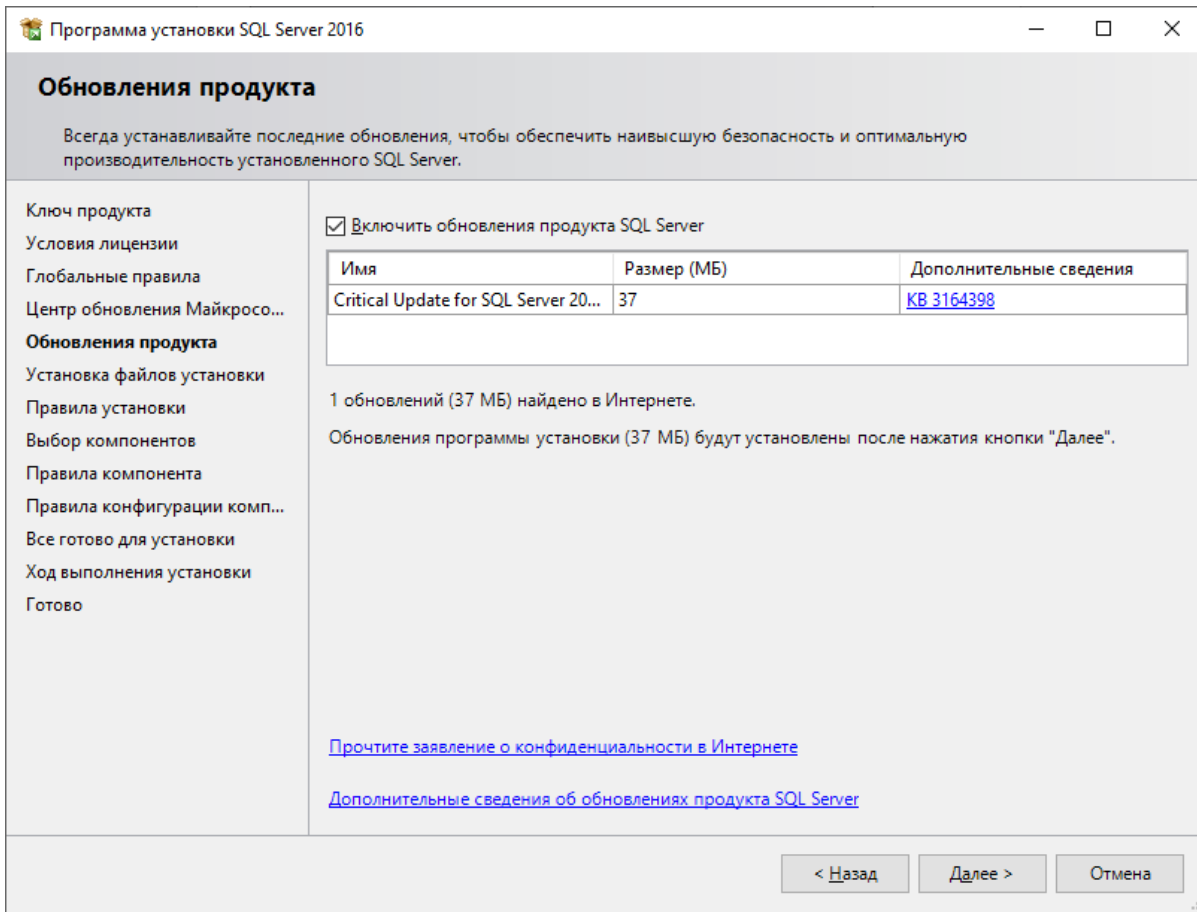 Программа установки SQL Server 2016
Обновления продукта
Всегда устанавливайте последние обновления, чтобы обеспечить наивысшую безопасность и оптимальную
производительность установленного SQL Server.
Ключ продукта
Условия лицензии
Глобальные правила
Центр обновления Майкросо...
Обновления продукта
Установка файлов установки
Правила установки
Выбор компонентов
Правила компонента
Правила конфигурации комп...
Все готово для установки
Ход выполнения установки
Готово
Включить обновления продукта SQL Server
Имя Размер (МБ) Дополнительные сведения
Critical Update for SQL Server 20... 37 KB 3164398
1 обновлений (37 МБ) найдено в Интернете.
Обновления программы установки (37 МБ) будут установлены после нажатия кнопки "Далее".
Прочтите заявление о конфиденциальности в Интернете
Дополнительные сведения об обновлениях продукта SQL Server
< Назад Далее > Отмена